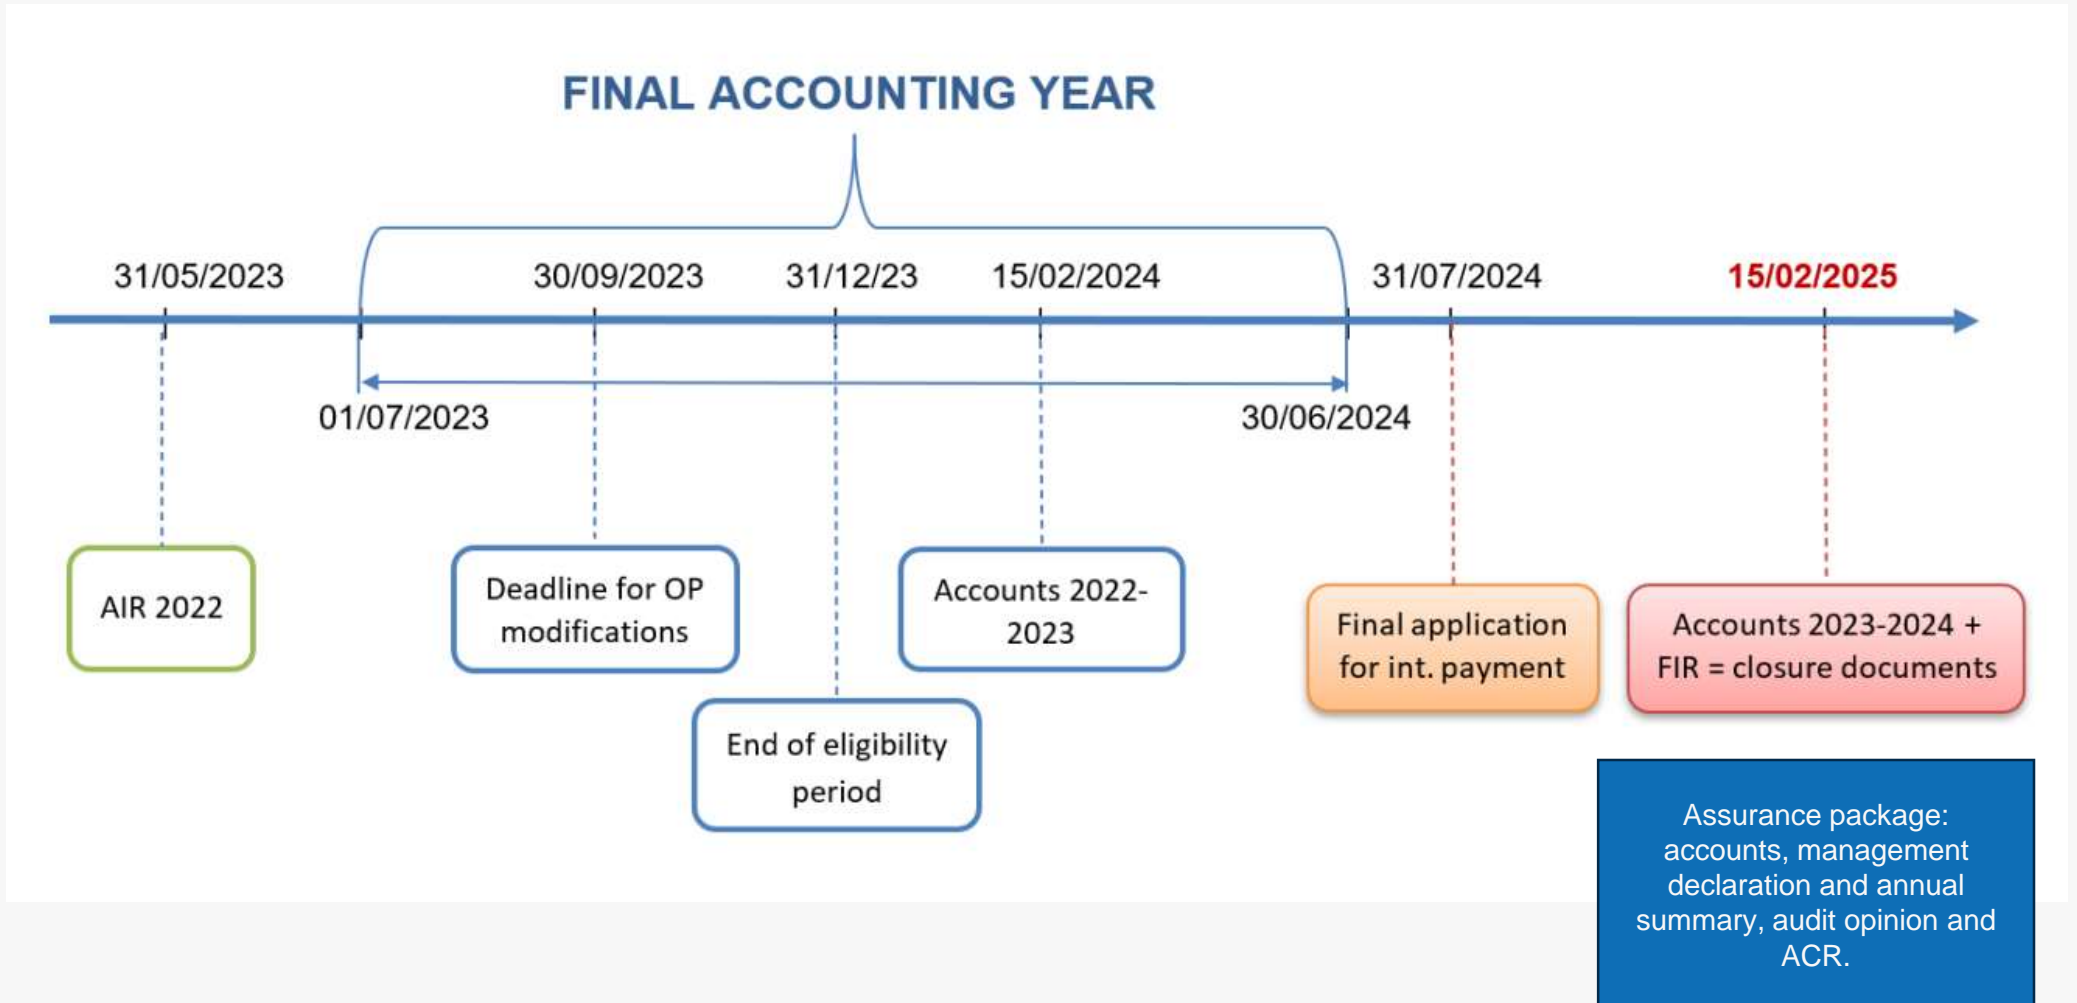 FINAL ACCOUNTING YEAR
31/05/2023
30/09/2023
31/12/23
15/02/2024
31/07/2024
15/02/2025
01/07/2023
30/06/2024
AIR 2022
Deadline for OP
modifications
End of eligibility
period
Accounts 2022-
2023
Final application
for int. payment
Accounts 2023-2024 +
FIR = closure documents
Assurance package:
accounts, management
declaration and annual
summary, audit opinion and
ACR.